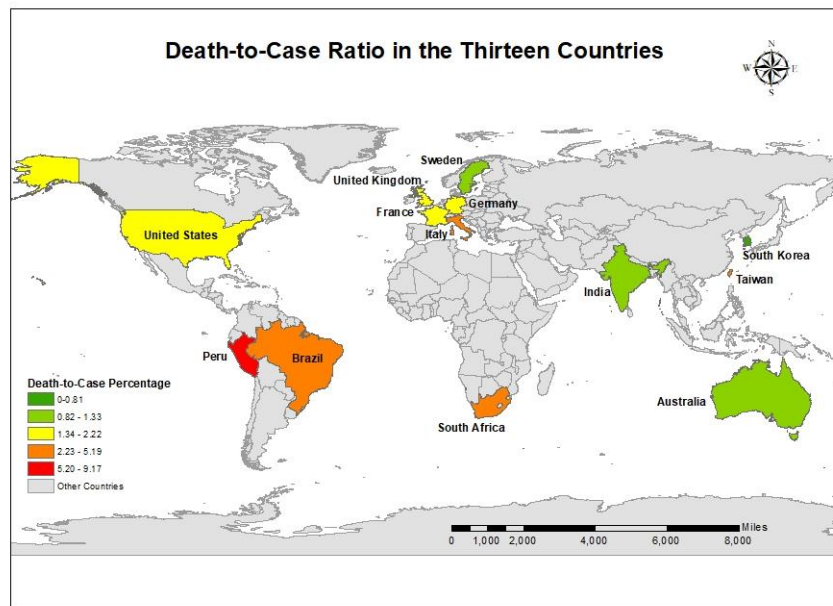 Death-to-Case Ratio in the Thirteen Countries
N
W E
S
Sweden
United Kingdom
Germany
France
Italy
United States
South Korea
Taiwan
India
Peru
Brazil
Australia
South Africa
Death-to-Case Percentage
0-0.81
0.82 - 1.33
1.34 - 2.22
2.23 - 5.19
5.20 - 9.17
Other Countries
Miles
0 1,000 2,000 4,000 6,000 8,000